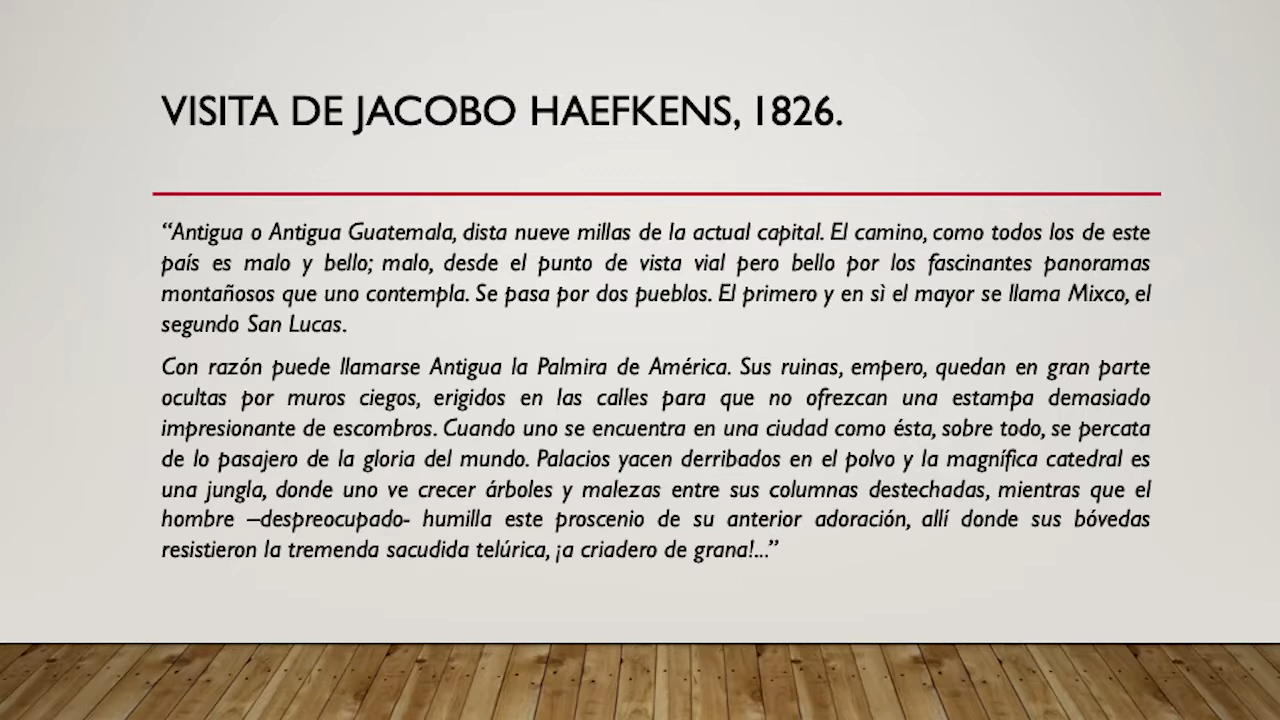 VISITA DE JACOBO HAEFKENS, 1826.
“Antigua o Antigua Guatemala, dista nueve millas de la actual capital. El camino, como todos los de este
país es malo y bello; malo, desde el punto de vista vial pero bello por los fascinantes panoramas
montañosos que uno contempla. Se pasa por dos pueblos. El primero y en sì el mayor se llama Mixco, el
segundo San Lucas.
Con razón puede llamarse Antigua la Palmira de América. Sus ruinas, empero, quedan en gran parte
ocultas por muros ciegos, erigidos en las calles para que no ofrezcan una estampa demasiado
impresionante de escombros. Cuando uno se encuentra en una ciudad como ésta, sobre todo, se percata
de lo pasajero de la gloria del mundo. Palacios yacen derribados en el polvo y la magnífica catedral es
una jungla, donde uno ve crecer árboles y malezas entre sus columnas destechadas, mientras que el
hombre –despreocupado- humilla este proscenio de su anterior adoración, allí donde sus bóvedas
resistieron la tremenda sacudida telúrica, ¡a criadero de grana!...”